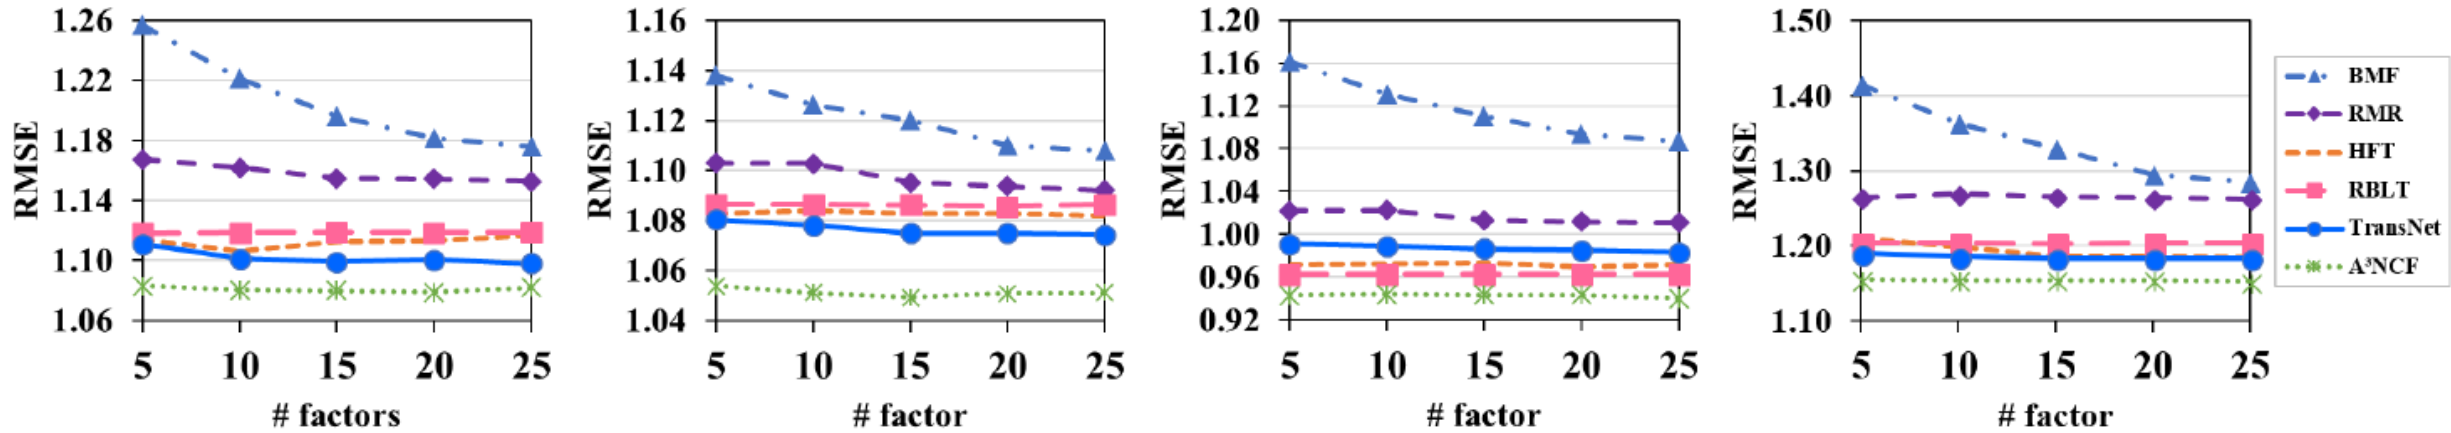 1.26
1.22
1.18
1.14
1.10
1.06
RMSE
5 10 15 20 25
# factors
1.16
1.14
1.12
1.10
1.08
1.06
1.04
RMSE
5 10 15 20 25
# factor
1.20
1.16
1.12
1.08
1.04
1.00
0.96
0.92
RMSE
5 10 15 20 25
# factor
1.50
1.40
1.30
1.20
1.10
RMSE
5 10 15 20 25
# factor
BMF
RMR
HFT
RBLT
TransNet
A³NCF